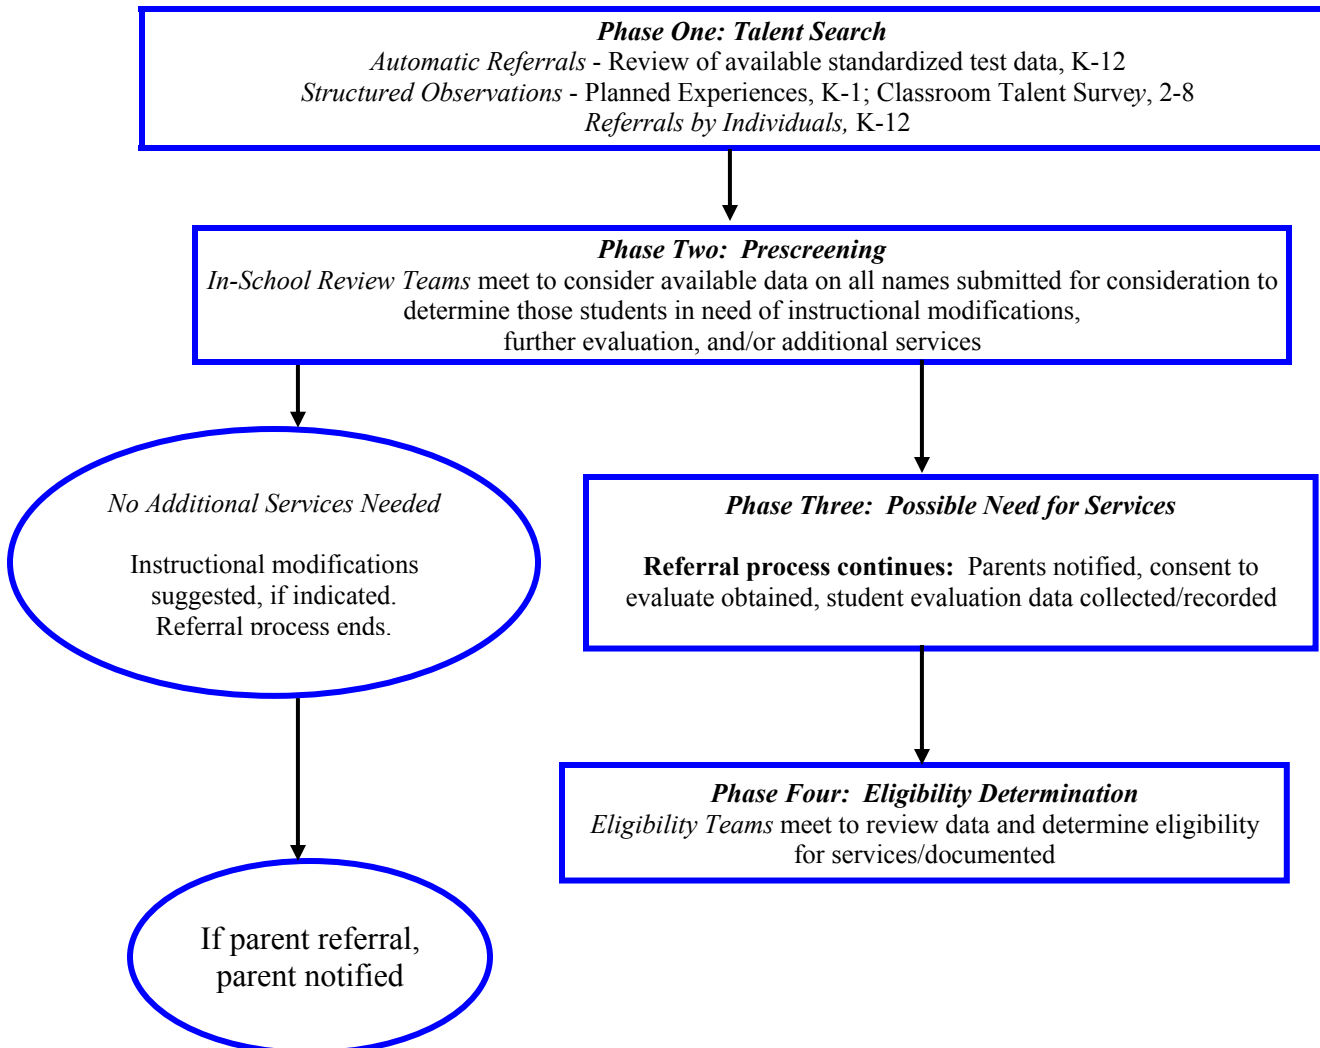 Phase One: Talent Search
Automatic Referrals - Review of available standardized test data, K-12
Structured Observations - Planned Experiences, K-1; Classroom Talent Survey, 2-8
Referrals by Individuals, K-12
Phase Two: Prescreening
In-School Review Teams meet to consider available data on all names submitted for consideration to
determine those students in need of instructional modifications,
further evaluation, and/or additional services
No Additional Services Needed
Instructional modifications
suggested, if indicated.
Referral process ends.
Phase Three: Possible Need for Services
Referral process continues: Parents notified, consent to
evaluate obtained, student evaluation data collected/recorded
Phase Four: Eligibility Determination
Eligibility Teams meet to review data and determine eligibility
for services/documented
If parent referral,
parent notified